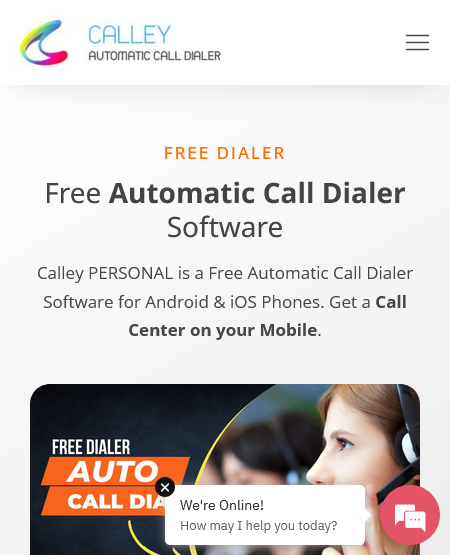 CALLEY
AUTOMATIC CALL DIALER
FREE DIALER
Free Automatic Call Dialer
Software
Calley PERSONAL is a Free Automatic Call Dialer
Software for Android & iOS Phones. Get a Call
Center on your Mobile.
FREE DIALER
AUTO
CALL DIA
We're Online!
How may I help you today?